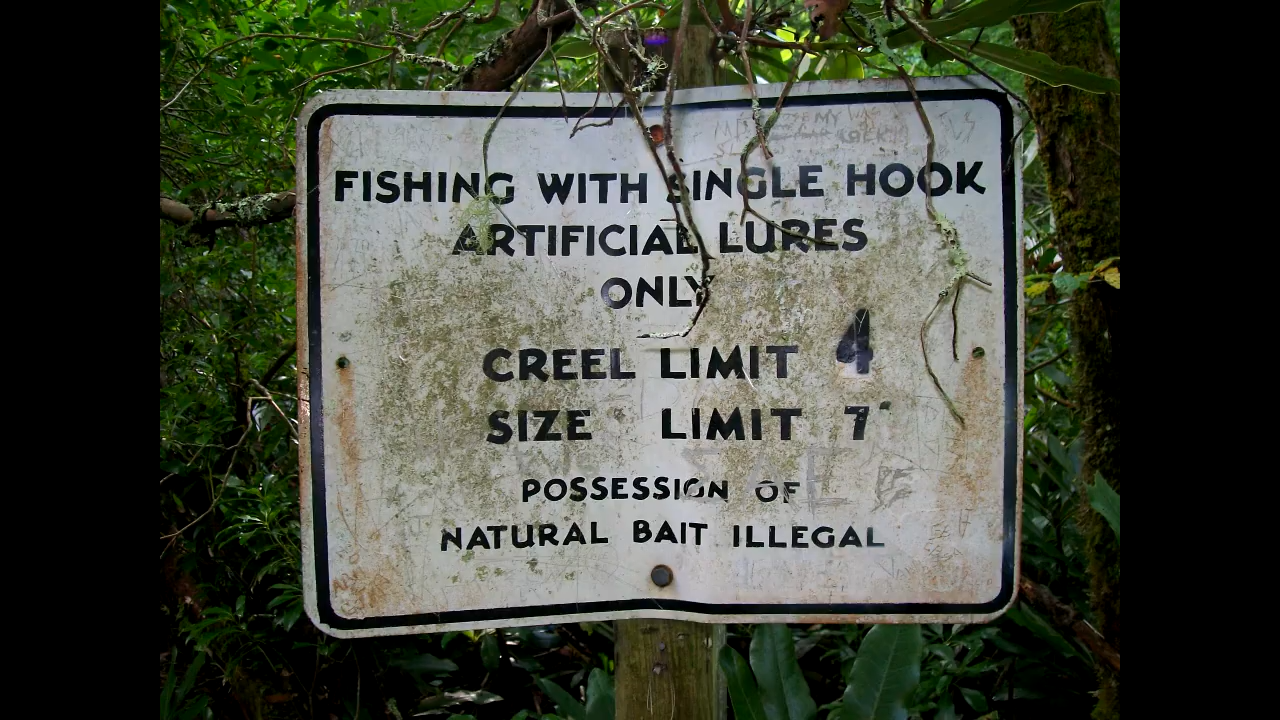 FISHING WITH SINGLE HOOK
ARTIFICIAL LURES
ONLY
CREEL LIMIT 4
SIZE LIMIT 7"
POSSESSION OF
NATURAL BAIT ILLEGAL